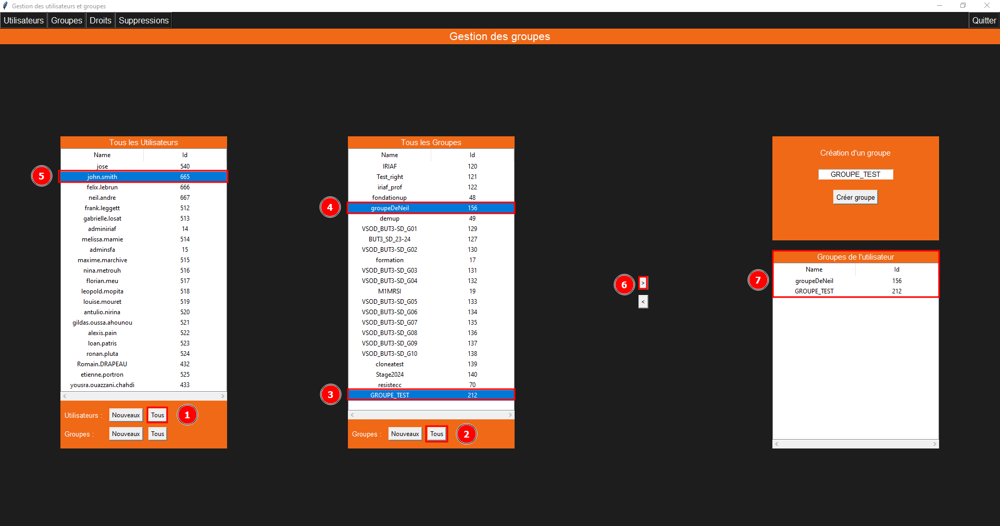 Gestion des utilisateurs et groupes
Utilisateurs Groupes Droits Suppressions Quitter
Gestion des groupes
Tous les Utilisateurs
Name Id
jose 540
5 john.smith 665
felix.lebrun 666
neil.andre 667
frank.leggett 512
gabrielle.losat 513
adminiriaf 14
melissa.mamie 514
adminsfa 15
maxime.marchive 515
nina.metrouh 516
florian.meu 517
leopold.mopita 518
louise.mouret 519
antulio.nirina 520
gildas.oussa.ahounou 521
alexis.pain 522
loan.patris 523
ronan.pluta 524
Romain.DRAPEAU 432
etienne.portron 525
yousra.ouazzani.chahdi 433
< >
Utilisateurs : Nouveaux Tous 1
Groupes : Nouveaux Tous
Tous les Groupes
Name Id
IRIAF 120
Test_right 121
iriaf_prof 122
fondationup 48
4 groupeDeNeil 156
demup 49
VSOD_BUT3-SD_G01 129
BUT3_SD_23-24 127
VSOD_BUT3-SD_G02 130
formation 17
VSOD_BUT3-SD_G03 131
VSOD_BUT3-SD_G04 132
M1MRSI 19
VSOD_BUT3-SD_G05 133
VSOD_BUT3-SD_G06 134
VSOD_BUT3-SD_G07 135
VSOD_BUT3-SD_G08 136
VSOD_BUT3-SD_G09 137
VSOD_BUT3-SD_G10 138
cloneatest 139
Stage2024 140
resistecc 70
3 GROUPE_TEST 212
< >
Groupes : Nouveaux Tous 2
6 >
<
Création d'un groupe
GROUPE_TEST
Créer groupe
Groupes de l'utilisateur
Name Id
7 groupeDeNeil 156
GROUPE_TEST 212
< >